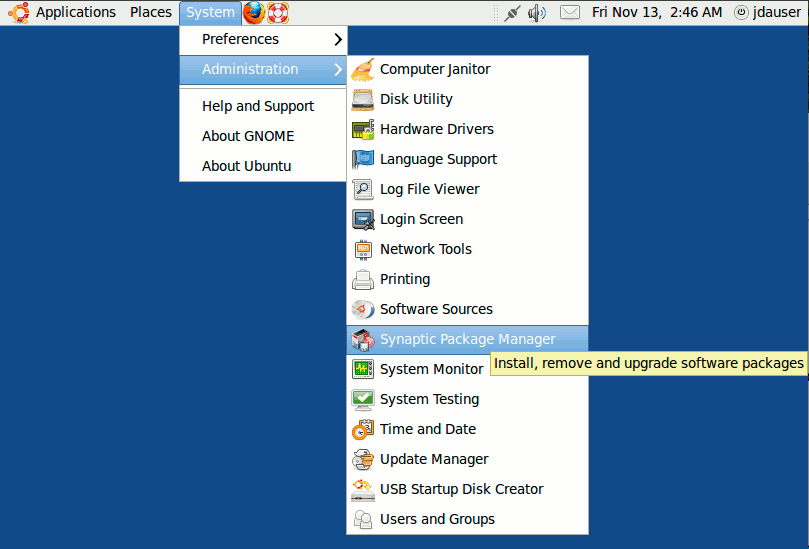 Applications Places System Fri Nov 13, 2:46 AM jdauser
Preferences
Administration
Help and Support
About GNOME
About Ubuntu
Computer Janitor
Disk Utility
Hardware Drivers
Language Support
Log File Viewer
Login Screen
Network Tools
Printing
Software Sources
Synaptic Package Manager
Install, remove and upgrade software packages
System Monitor
System Testing
Time and Date
Update Manager
USB Startup Disk Creator
Users and Groups